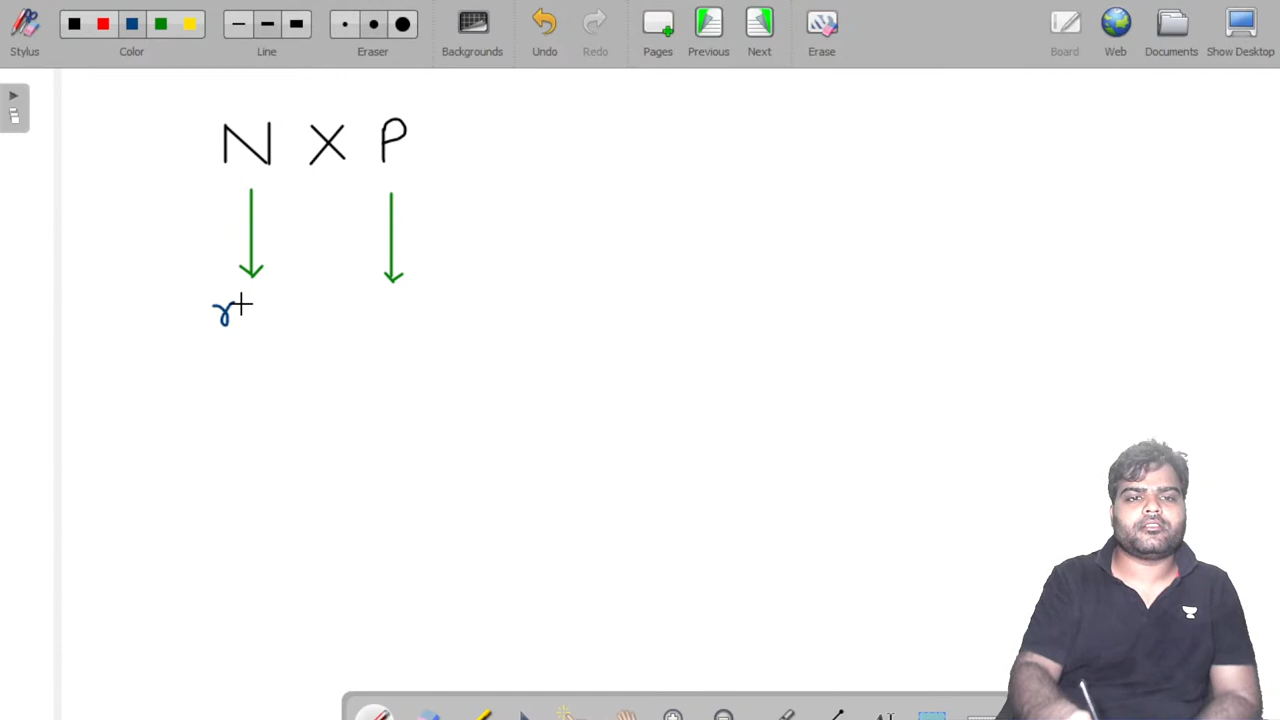 Stylus Color Line Eraser Backgrounds Undo Redo Pages Previous Next Erase Board Web Documents Show Desktop
N X P
r